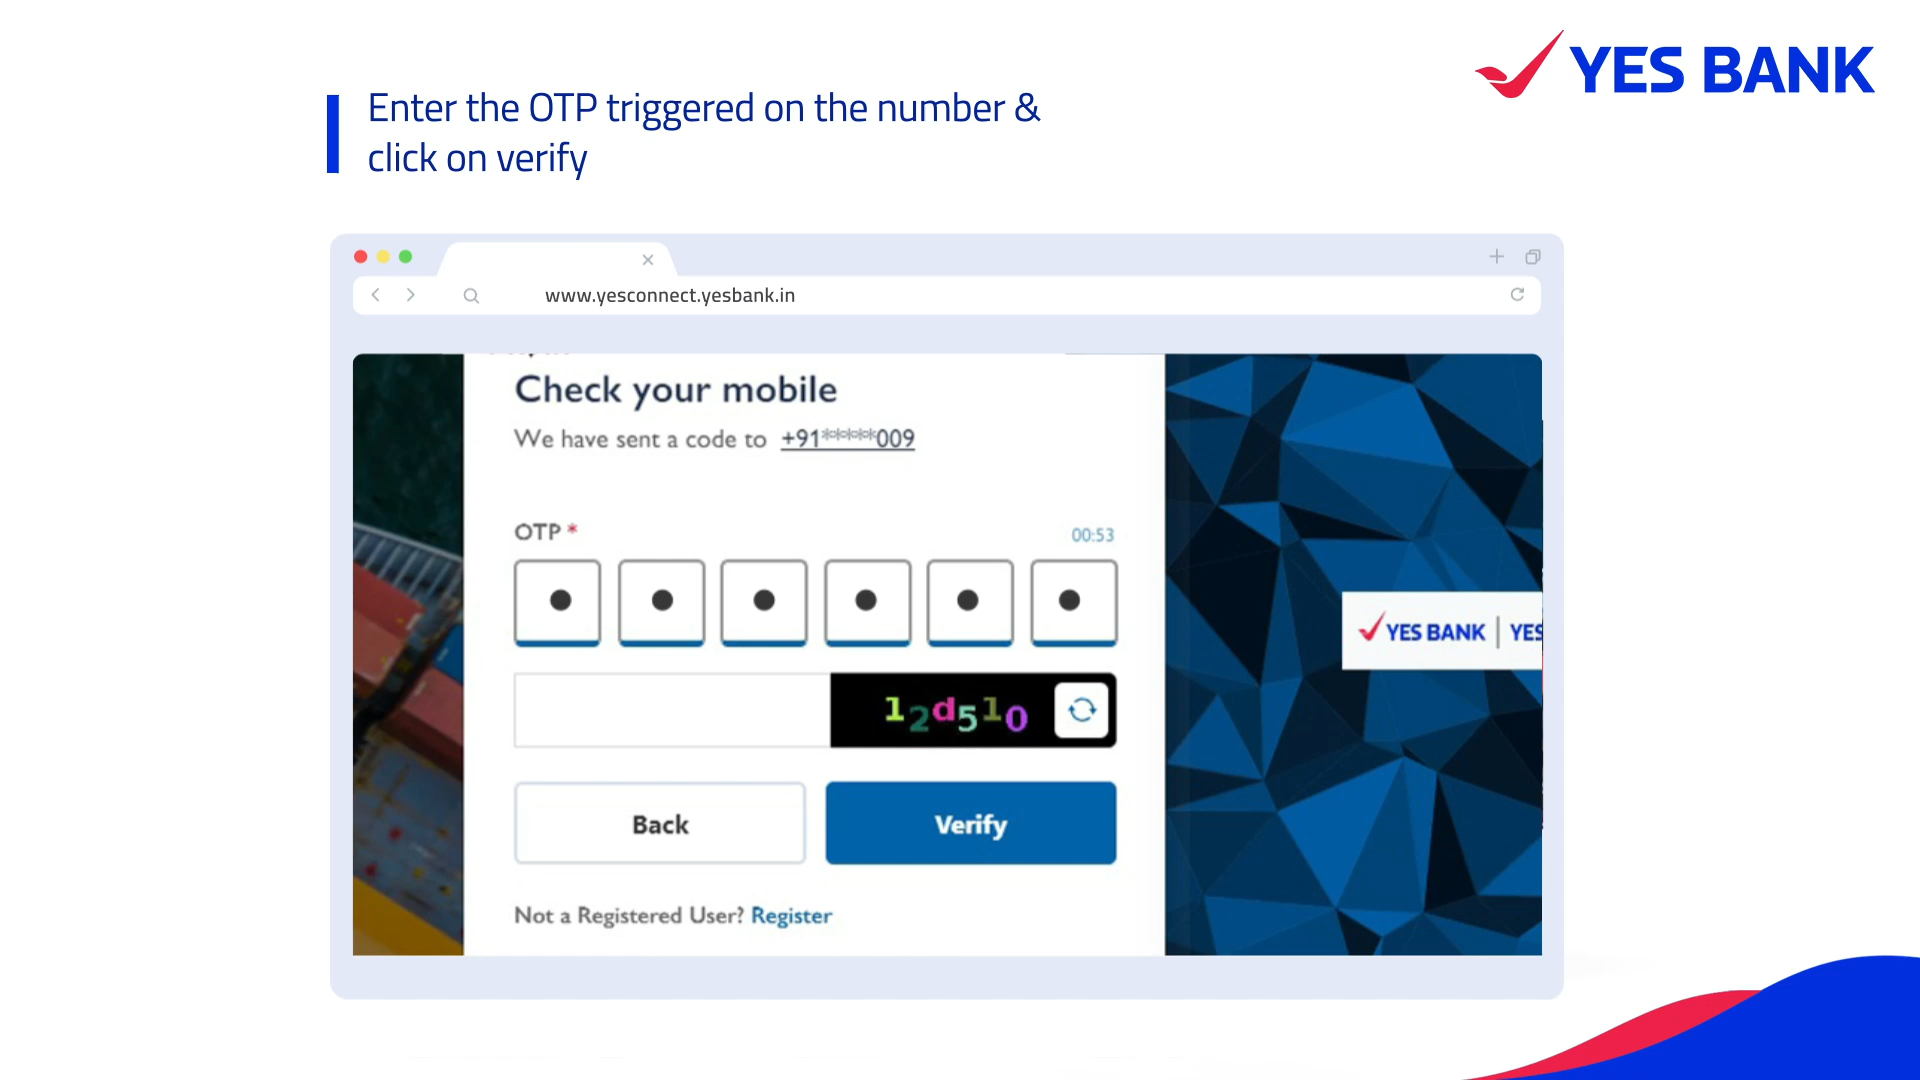 YES BANK
Enter the OTP triggered on the number &
click on verify
www.yesconnect.yesbank.in
Check your mobile
We have sent a code to +91*****009
OTP *
00:53
12d510
YES BANK | YES
Back
Verify
Not a Registered User? Register